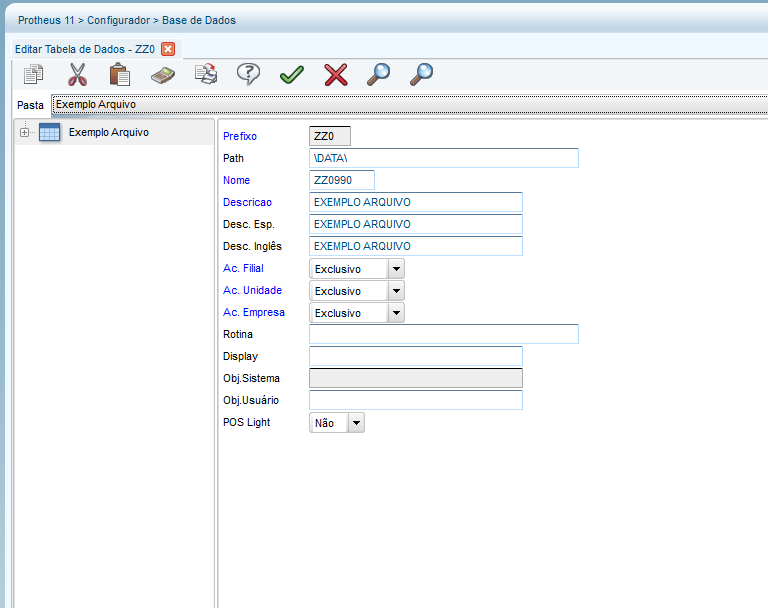 Protheus 11 > Configurador > Base de Dados
Editar Tabela de Dados - ZZ0
Pasta Exemplo Arquivo
Exemplo Arquivo
Prefixo ZZ0
Path \DATA\
Nome ZZ0990
Descricao EXEMPLO ARQUIVO
Desc. Esp. EXEMPLO ARQUIVO
Desc. Inglês EXEMPLO ARQUIVO
Ac. Filial Exclusivo
Ac. Unidade Exclusivo
Ac. Empresa Exclusivo
Rotina
Display
Obj.Sistema
Obj.Usuário
POS Light Não